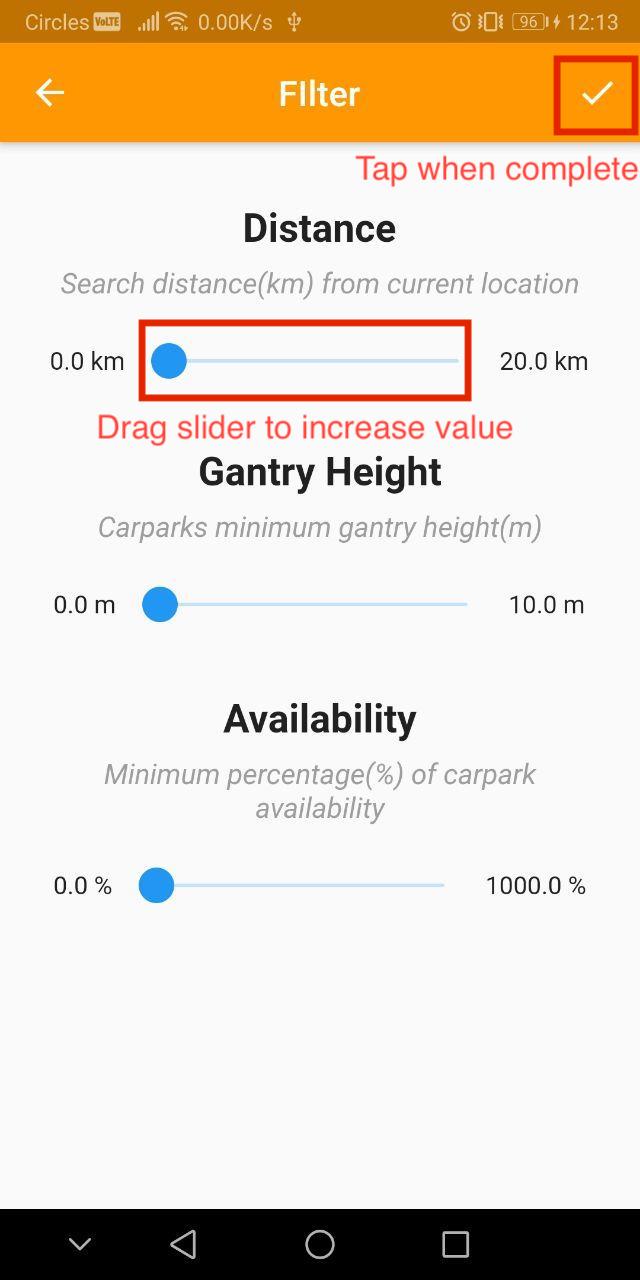 Circles VoLTE 0.00K/s 96 12:13
FIlter
Tap when complete
Distance
Search distance(km) from current location
0.0 km 20.0 km
Drag slider to increase value
Gantry Height
Carparks minimum gantry height(m)
0.0 m 10.0 m
Availability
Minimum percentage(%) of carpark
availability
0.0 % 1000.0 %